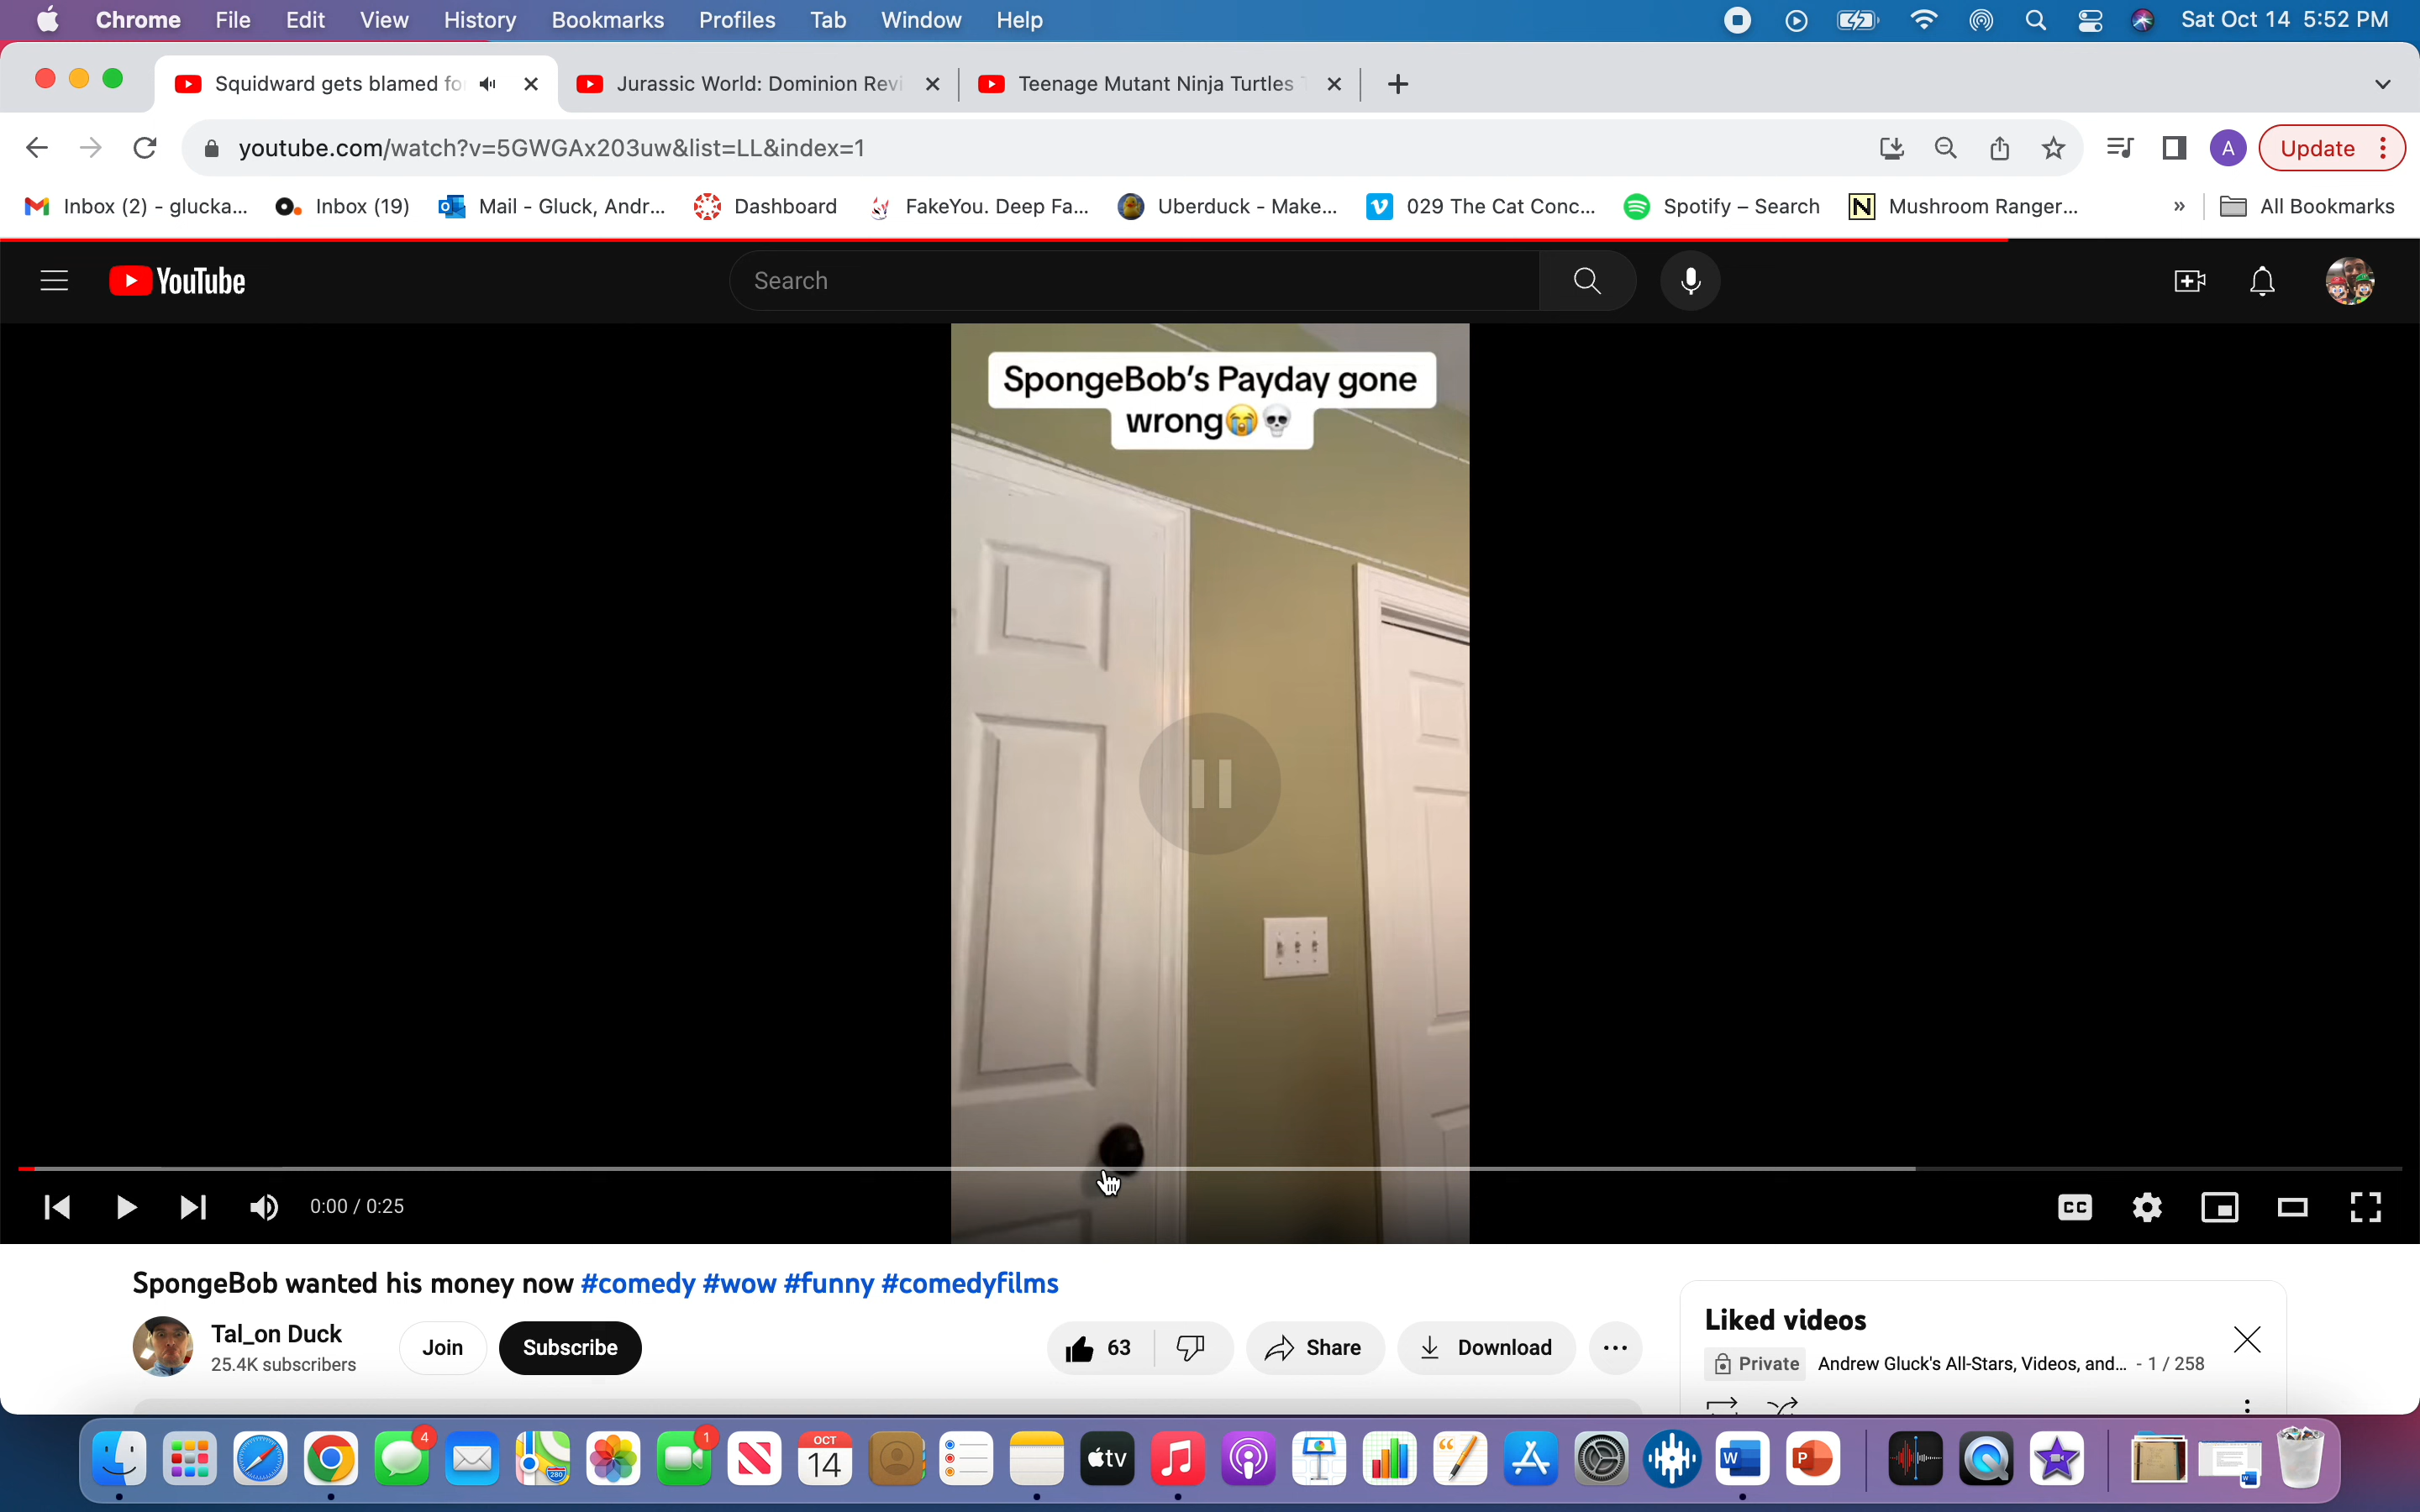 Chrome File Edit View History Bookmarks Profiles Tab Window Help Sat Oct 14 5:52 PM
Squidward gets blamed fo Jurassic World: Dominion Revi Teenage Mutant Ninja Turtles
youtube.com/watch?v=5GWGAx203uw&list=LL&index=1 A Update
Inbox (2) - glucka... Inbox (19) Mail - Gluck, Andr... Dashboard FakeYou. Deep Fa... Uberduck - Make... 029 The Cat Conc... Spotify – Search N Mushroom Ranger... » All Bookmarks
YouTube Search
SpongeBob's Payday gone
wrong😭💀
0:00 / 0:25 CC
SpongeBob wanted his money now #comedy #wow #funny #comedyfilms
Tal_on Duck
25.4K subscribers
Join Subscribe 63 Share Download
Liked videos
Private Andrew Gluck's All-Stars, Videos, and... - 1 / 258
4 280 1 OCT 14 tv W P